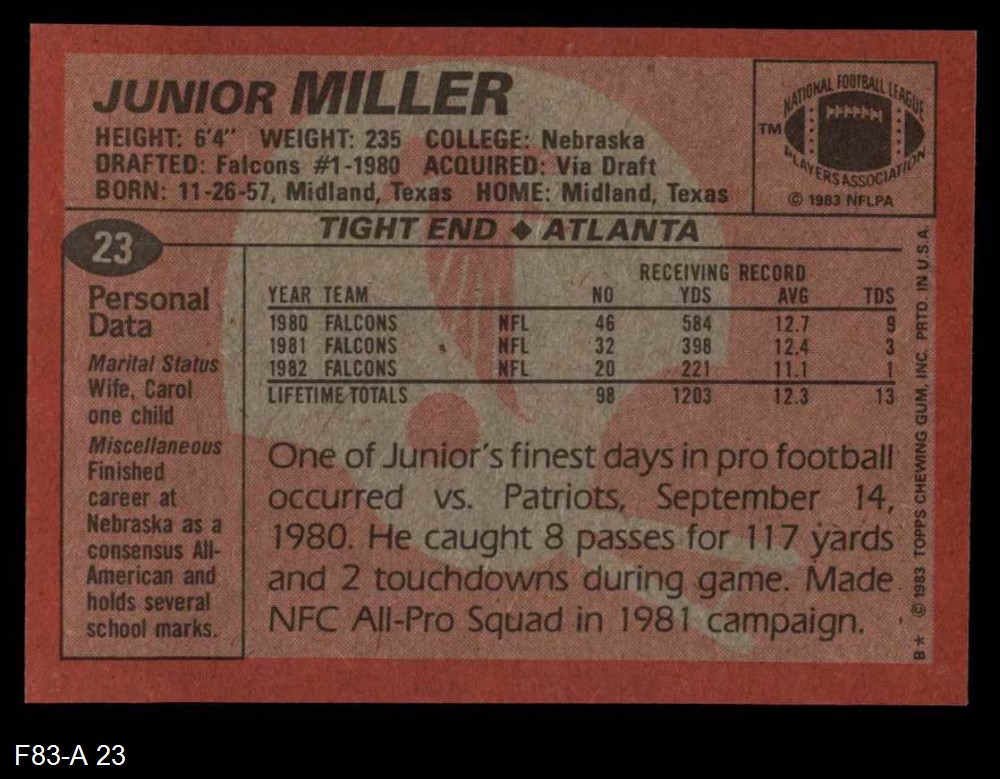 JUNIOR MILLER
HEIGHT: 6'4" WEIGHT: 235 COLLEGE: Nebraska
DRAFTED: Falcons #1-1980 ACQUIRED: Via Draft
BORN: 11-26-57, Midland, Texas HOME: Midland, Texas
NATIONAL FOOTBALL LEAGUE
TM
PLAYERS ASSOCIATION
© 1983 NFLPA
TIGHT END ◆ ATLANTA
23
Personal
Data
Marital Status
Wife, Carol
one child
Miscellaneous
Finished
career at
Nebraska as a
consensus All-
American and
holds several
school marks.
RECEIVING RECORD
YEAR TEAM NO YDS AVG TDS
1980 FALCONS NFL 46 584 12.7 9
1981 FALCONS NFL 32 398 12.4 3
1982 FALCONS NFL 20 221 11.1 1
LIFETIME TOTALS 98 1203 12.3 13
One of Junior's finest days in pro football
occurred vs. Patriots, September 14,
1980. He caught 8 passes for 117 yards
and 2 touchdowns during game. Made
NFC All-Pro Squad in 1981 campaign.
B* © 1983 TOPPS CHEWING GUM, INC. PRTD. IN U.S.A.
F83-A 23